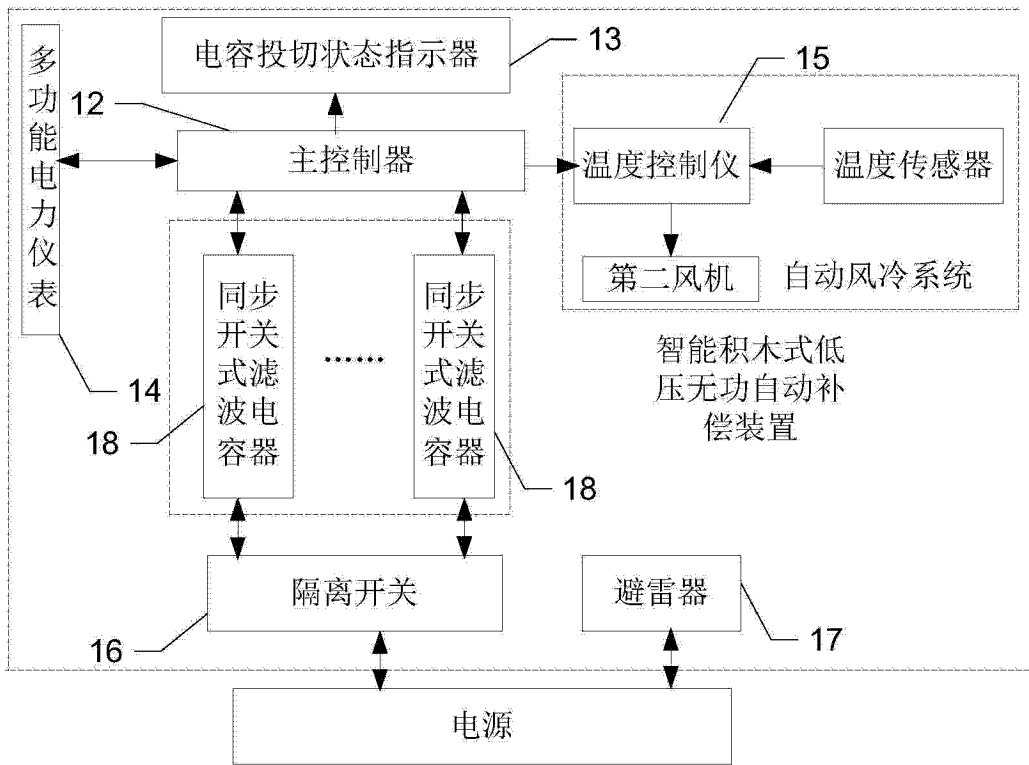 多功能电力仪表
电容投切状态指示器
13
12
15
主控制器
温度控制仪
温度传感器
第二风机
自动风冷系统
同步
开关
式滤
波电
容器
……
同步
开关
式滤
波电
容器
智能积木式低
压无功自动补
偿装置
14
18
18
隔离开关
避雷器
16
17
电源